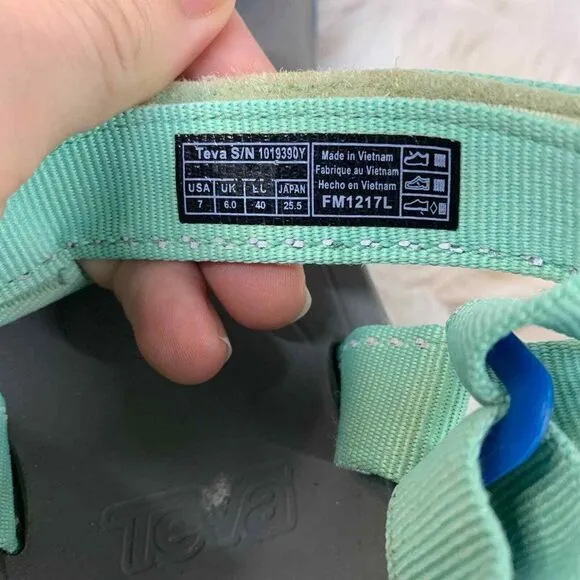 Teva S/N 1019390Y
USA UK EU JAPAN
7 6.0 40 25.5
Made in Vietnam
Fabrique au Vietnam
Hecho en Vietnam
FM1217L
Teva